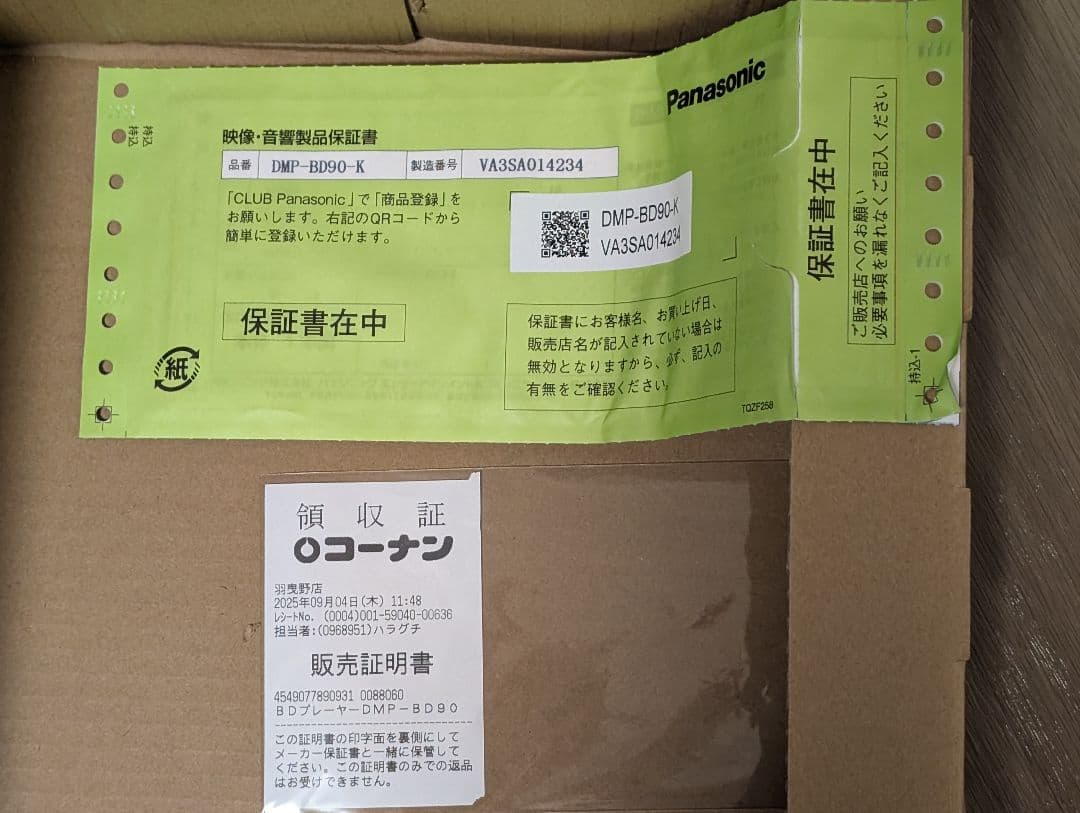 Panasonic
映像・音響製品保証書
品番 DMP-BD90-K 製造番号 VA3SA014234
「CLUB Panasonic」で「商品登録」を
お願いします。右記のQRコードから
簡単に登録いただけます。
DMP-BD90-K
VA3SA014234
保証書在中
保証書にお客様名、お買い上げ日、
販売店名が記入されていない場合は
無効となりますから、必ず、記入の
有無をご確認ください。
紙
TQZF258
持込
持込
保証書在中
ご販売店へのお願い
必要事項を漏れなくご記入ください
持込-1
領収証
コーナン
羽曳野店
2025年09月04日(木) 11:48
レシートNo. (0004)001-59040-00636
担当者:(0968951)ハラグチ
販売証明書
4549077890931 0088060
BDプレーヤーDMP-BD90
この証明書の印字面を裏側にして
メーカー保証書と一緒に保管して
ください。この証明書のみでの返品
はお受けできません。